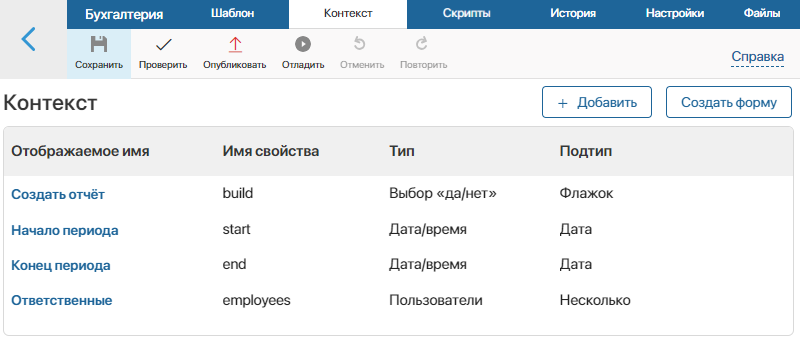 Бухгалтерия Шаблон Контекст Скрипты История Настройки Файлы
Сохранить Проверить Опубликовать Отладить Отменить Повторить Справка
Контекст + Добавить Создать форму
Отображаемое имя Имя свойства Тип Подтип
Создать отчёт build Выбор «да/нет» Флажок
Начало периода start Дата/время Дата
Конец периода end Дата/время Дата
Ответственные employees Пользователи Несколько